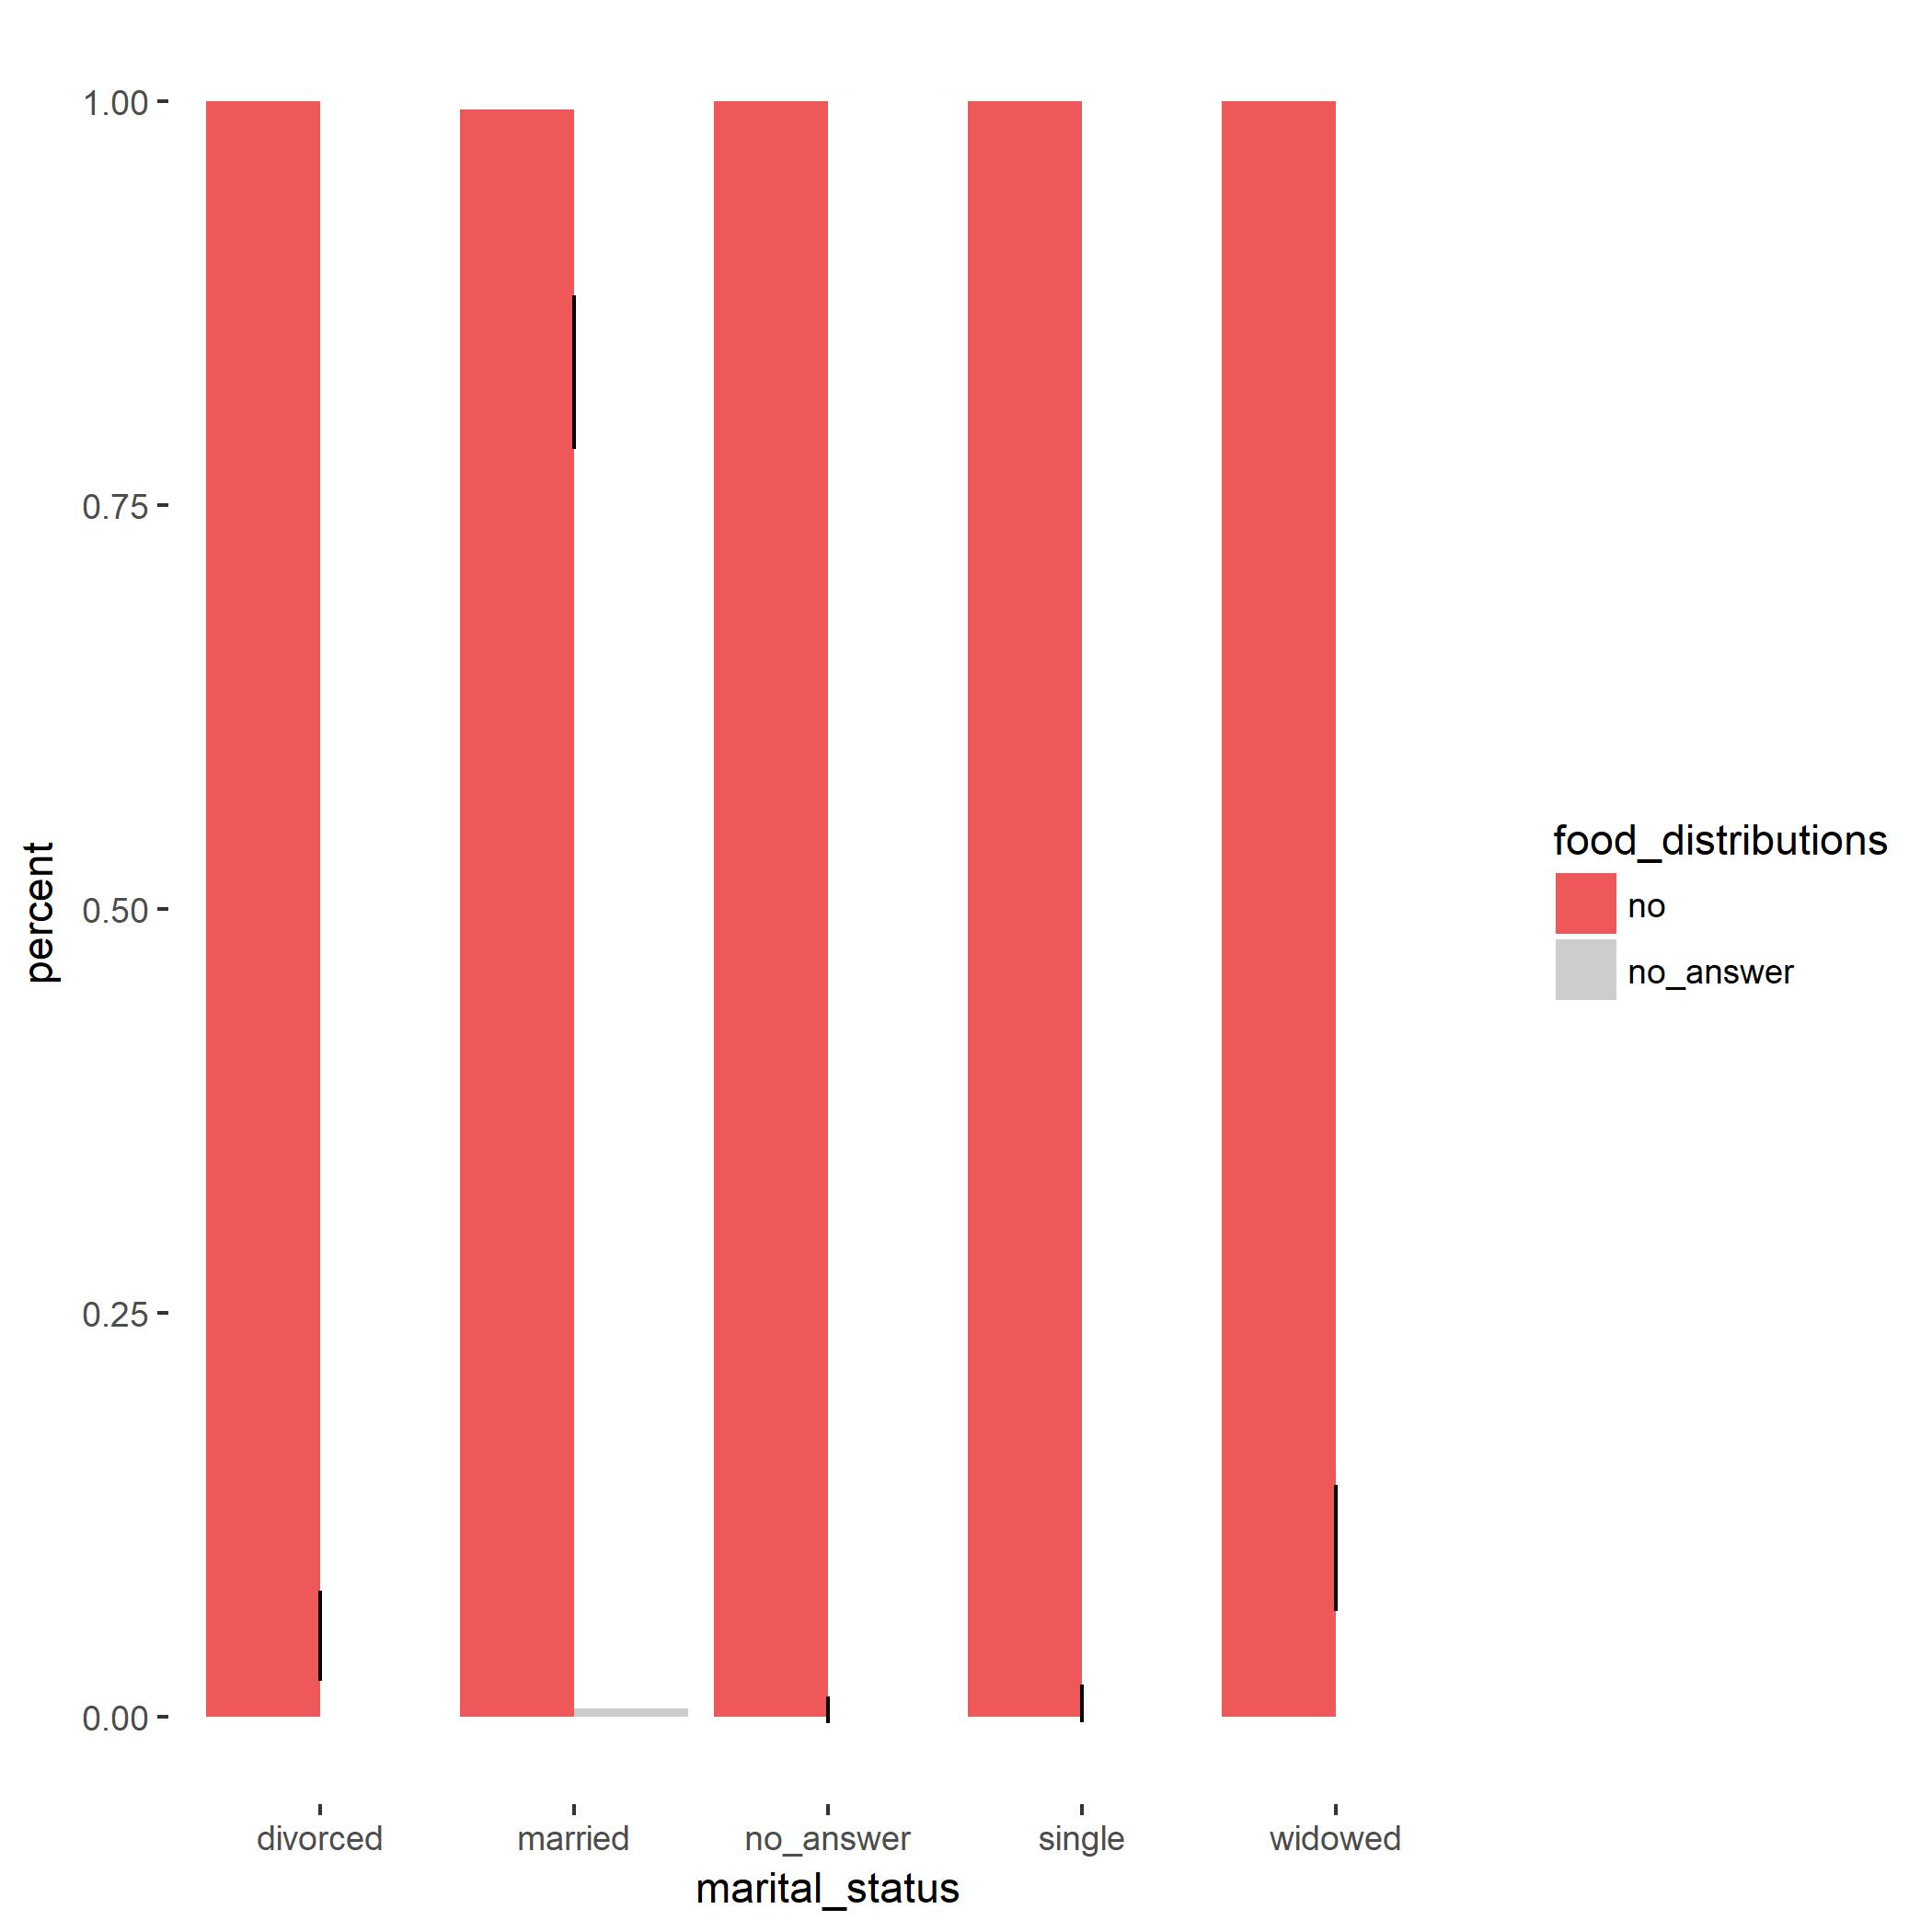 1.00
0.75
0.50
0.25
0.00
percent
divorced
married
no_answer
single
widowed
marital_status
food_distributions
no
no_answer